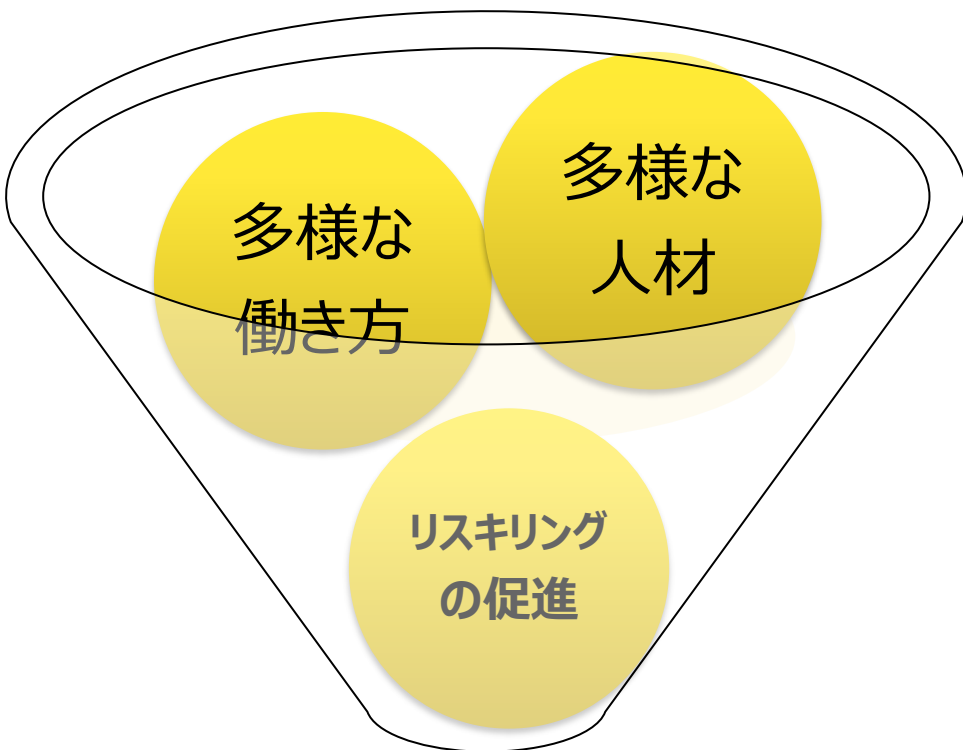 多様な
働き方
多様な
人材
リスキリング
の促進